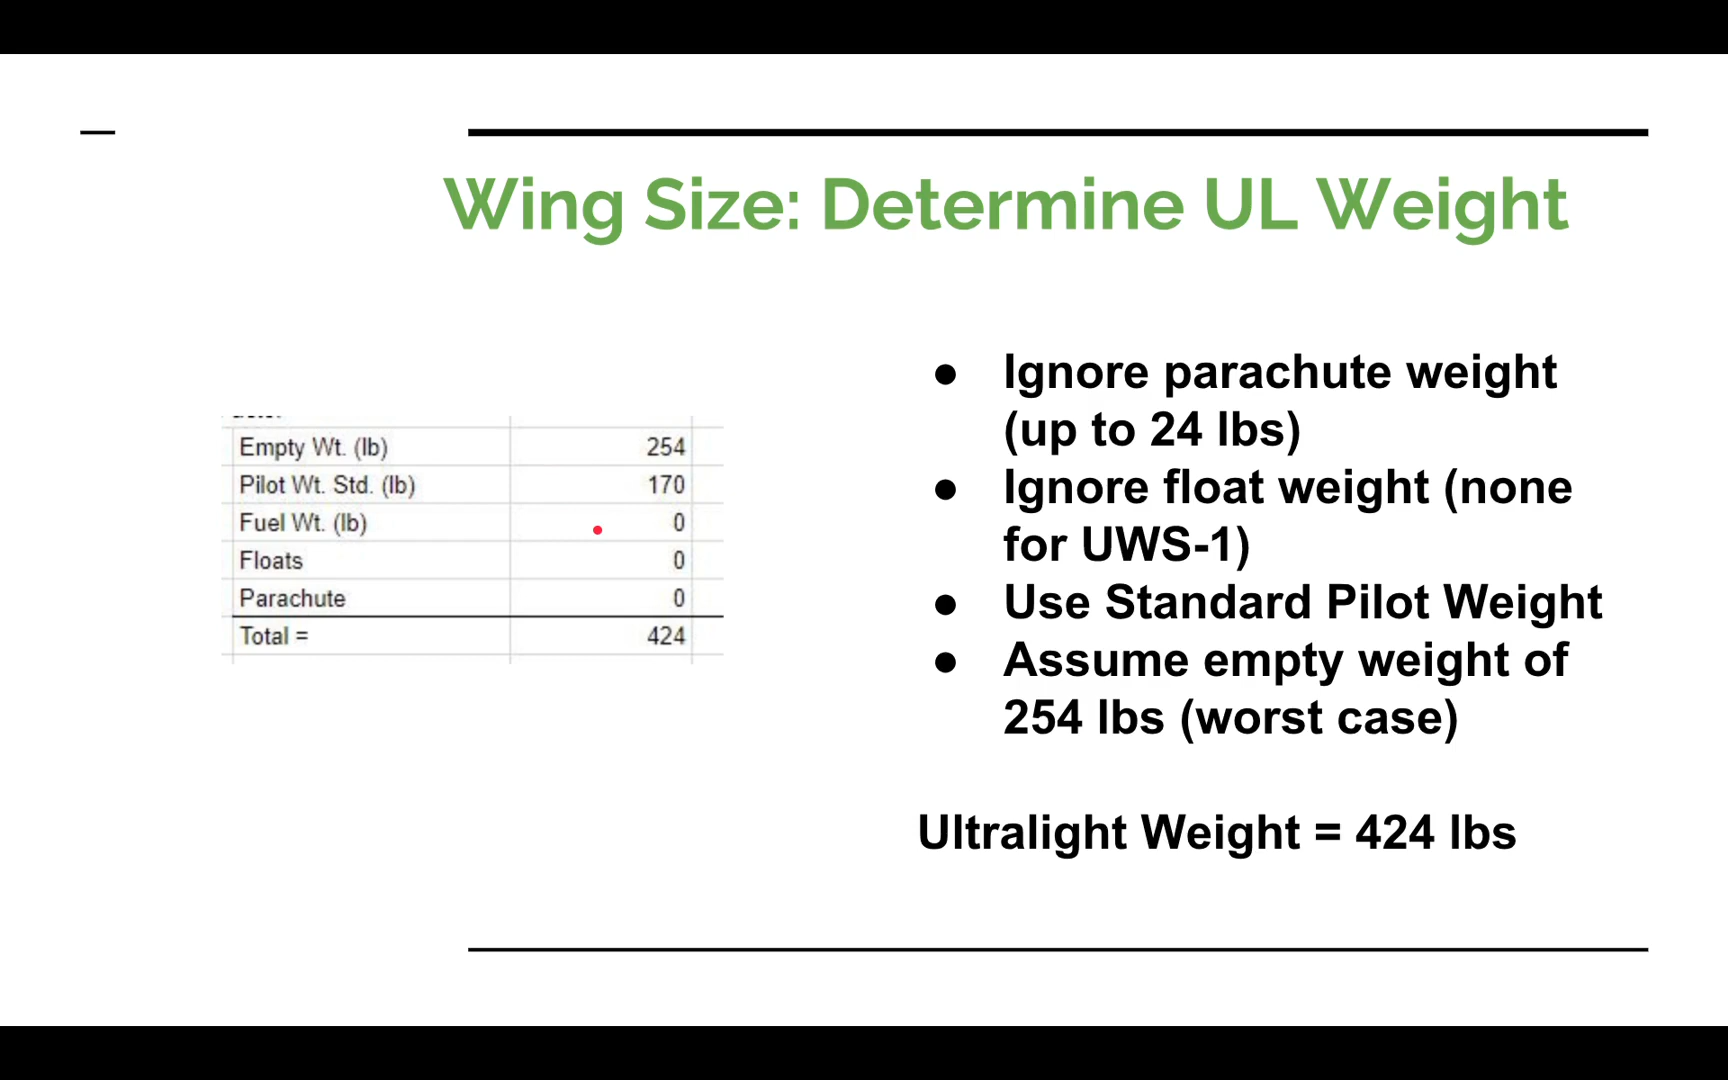 Wing Size: Determine UL Weight
Empty Wt. (lb) 254
Pilot Wt. Std. (lb) 170
Fuel Wt. (lb) 0
Floats 0
Parachute 0
Total = 424
● Ignore parachute weight
(up to 24 lbs)
● Ignore float weight (none
for UWS-1)
● Use Standard Pilot Weight
● Assume empty weight of
254 lbs (worst case)
Ultralight Weight = 424 lbs